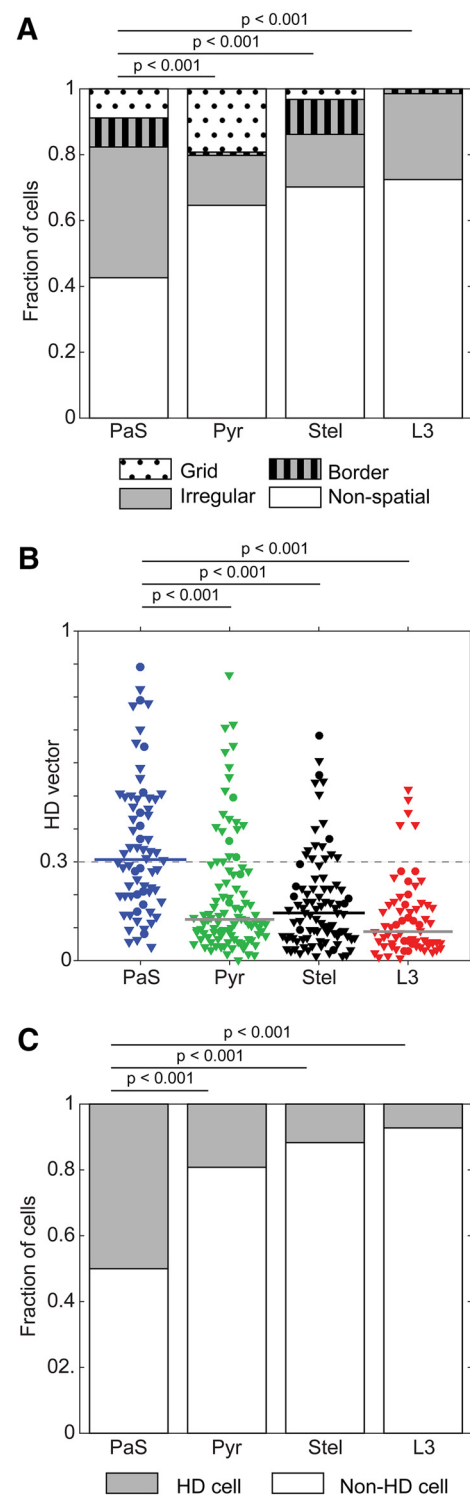 A
p < 0.001
p < 0.001
p < 0.001
1
0.8
0.6
0.4
0.2
0
Fraction of cells
PaS Pyr Stel L3
Grid Border
Irregular Non-spatial
B
p < 0.001
p < 0.001
p < 0.001
1
0.3
0
HD vector
PaS Pyr Stel L3
C
p < 0.001
p < 0.001
p < 0.001
1
0.8
0.6
0.4
02.
0
Fraction of cells
PaS Pyr Stel L3
HD cell Non-HD cell